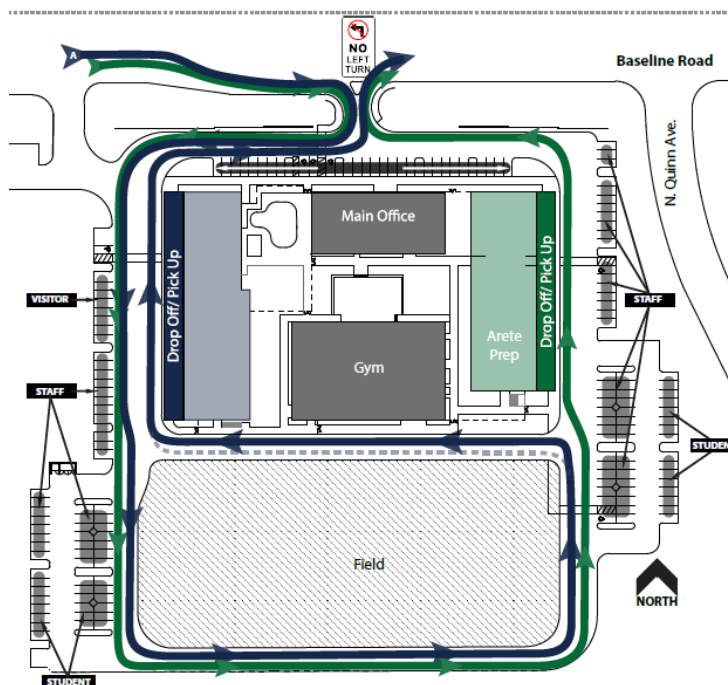 A
NO
LEFT
TURN
Baseline Road
N. Quinn Ave.
Main Office
Drop Off/ Pick Up
Drop Off/ Pick Up
VISITOR
STAFF
Arete
Prep
Gym
STAFF
STUDEN
Field
NORTH
STUDENT